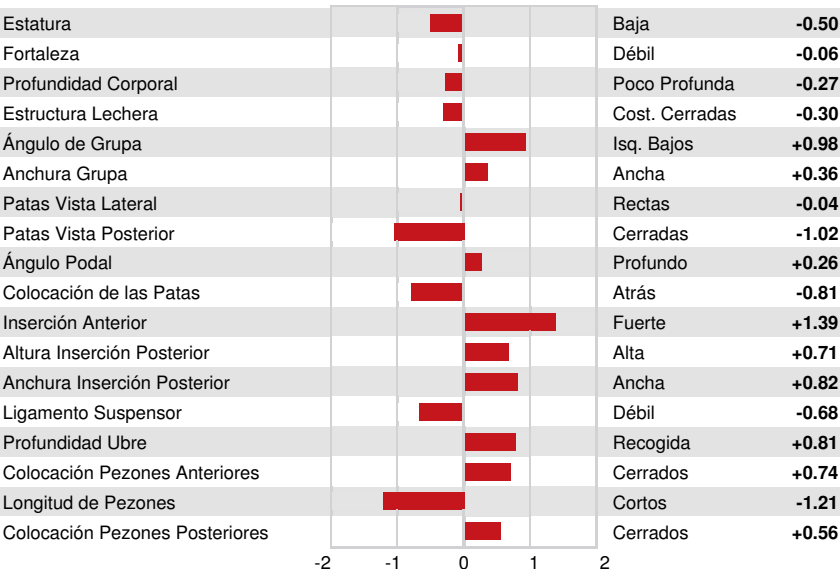 Estatura Baja -0.50
Fortaleza Débil -0.06
Profundidad Corporal Poco Profunda -0.27
Estructura Lechera Cost. Cerradas -0.30
Ángulo de Grupa Isq. Bajos +0.98
Anchura Grupa Ancha +0.36
Patas Vista Lateral Rectas -0.04
Patas Vista Posterior Cerradas -1.02
Ángulo Podal Profundo +0.26
Colocación de las Patas Atrás -0.81
Inserción Anterior Fuerte +1.39
Altura Inserción Posterior Alta +0.71
Anchura Inserción Posterior Ancha +0.82
Ligamento Suspensor Débil -0.68
Profundidad Ubre Recogida +0.81
Colocación Pezones Anteriores Cerrados +0.74
Longitud de Pezones Cortos -1.21
Colocación Pezones Posteriores Cerrados +0.56
-2 -1 0 1 2